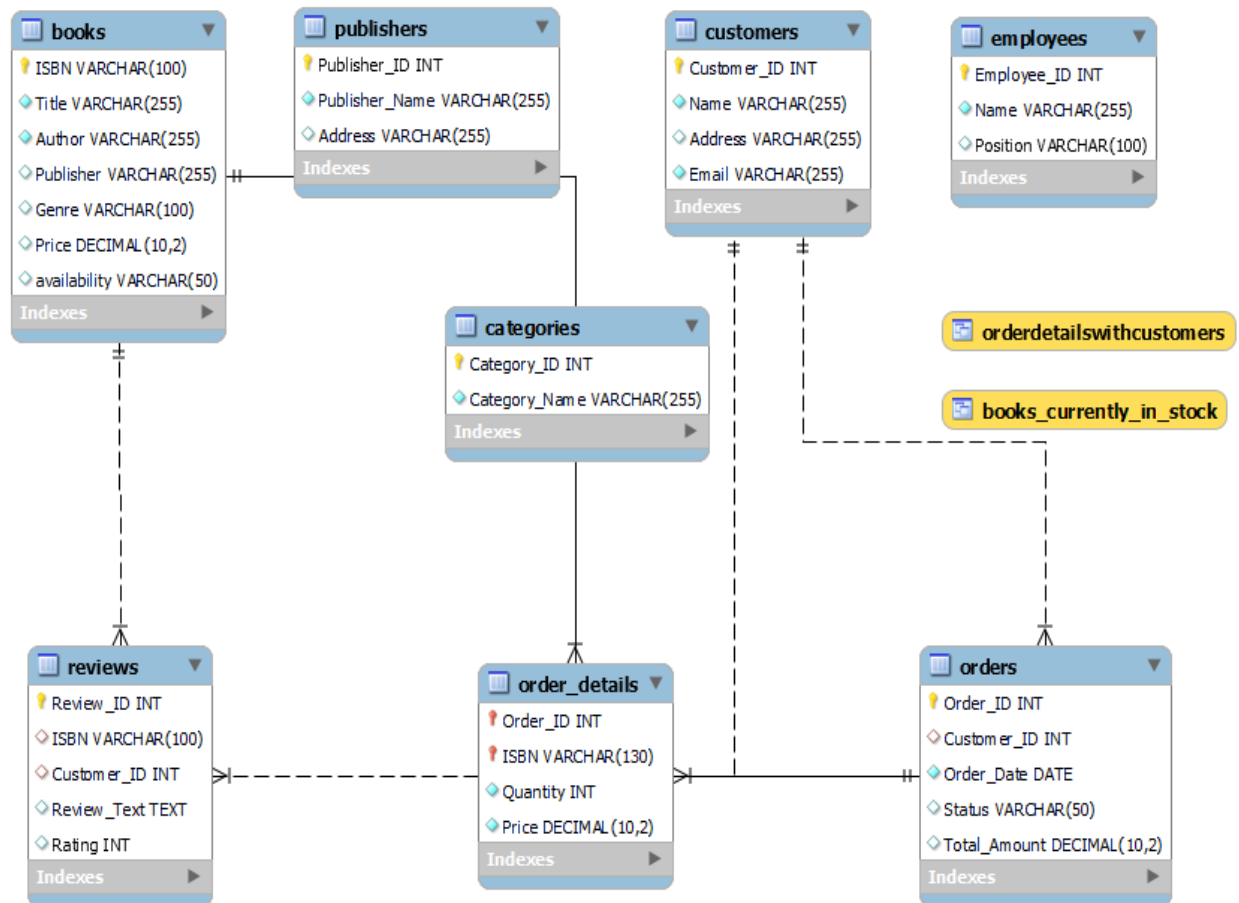 books
ISBN VARCHAR(100)
Title VARCHAR(255)
Author VARCHAR(255)
Publisher VARCHAR(255)
Genre VARCHAR(100)
Price DECIMAL(10,2)
availability VARCHAR(50)
Indexes
publishers
Publisher_ID INT
Publisher_Name VARCHAR(255)
Address VARCHAR(255)
Indexes
customers
Customer_ID INT
Name VARCHAR(255)
Address VARCHAR(255)
Email VARCHAR(255)
Indexes
employees
Employee_ID INT
Name VARCHAR(255)
Position VARCHAR(100)
Indexes
categories
Category_ID INT
Category_Name VARCHAR(255)
Indexes
orderdetailswithcustomers
books_currently_in_stock
reviews
Review_ID INT
ISBN VARCHAR(100)
Customer_ID INT
Review_Text TEXT
Rating INT
Indexes
order_details
Order_ID INT
ISBN VARCHAR(130)
Quantity INT
Price DECIMAL(10,2)
Indexes
orders
Order_ID INT
Customer_ID INT
Order_Date DATE
Status VARCHAR(50)
Total_Amount DECIMAL(10,2)
Indexes